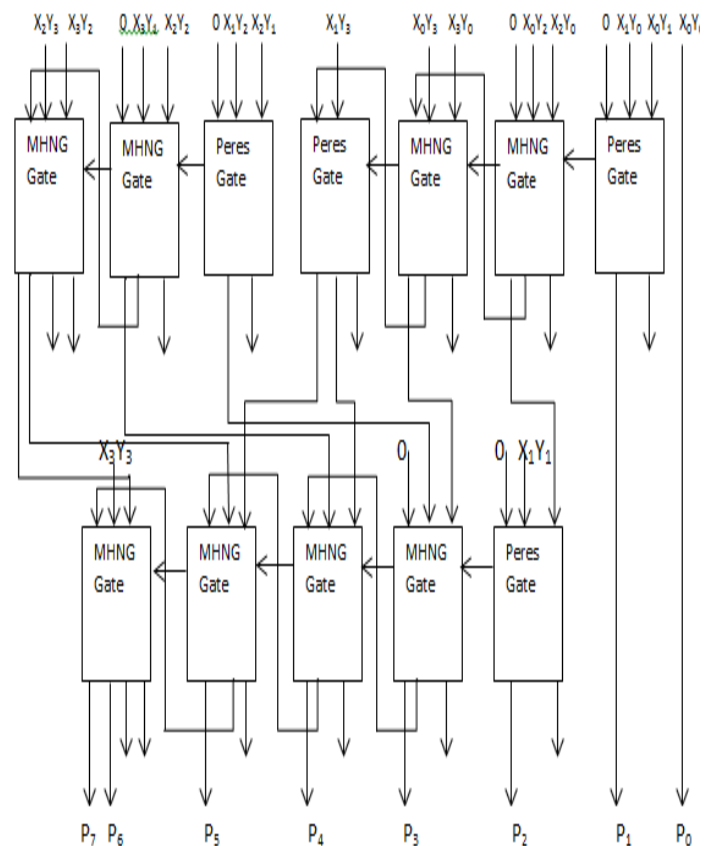 X₂Y₃ X₃Y₂ 0 X₃Y₁ X₂Y₂ 0 X₁Y₂ X₂Y₁ X₁Y₃ X₀Y₃ X₃Y₀ 0 X₀Y₂ X₂Y₀ 0 X₁Y₀ X₀Y₁
MHNG Gate
MHNG Gate
Peres Gate
Peres Gate
MHNG Gate
MHNG Gate
Peres Gate
X₃Y₃ 0 0 X₁Y₁
MHNG Gate
MHNG Gate
MHNG Gate
MHNG Gate
Peres Gate
P₇ P₆ P₅ P₄ P₃ P₂ P₁ P₀